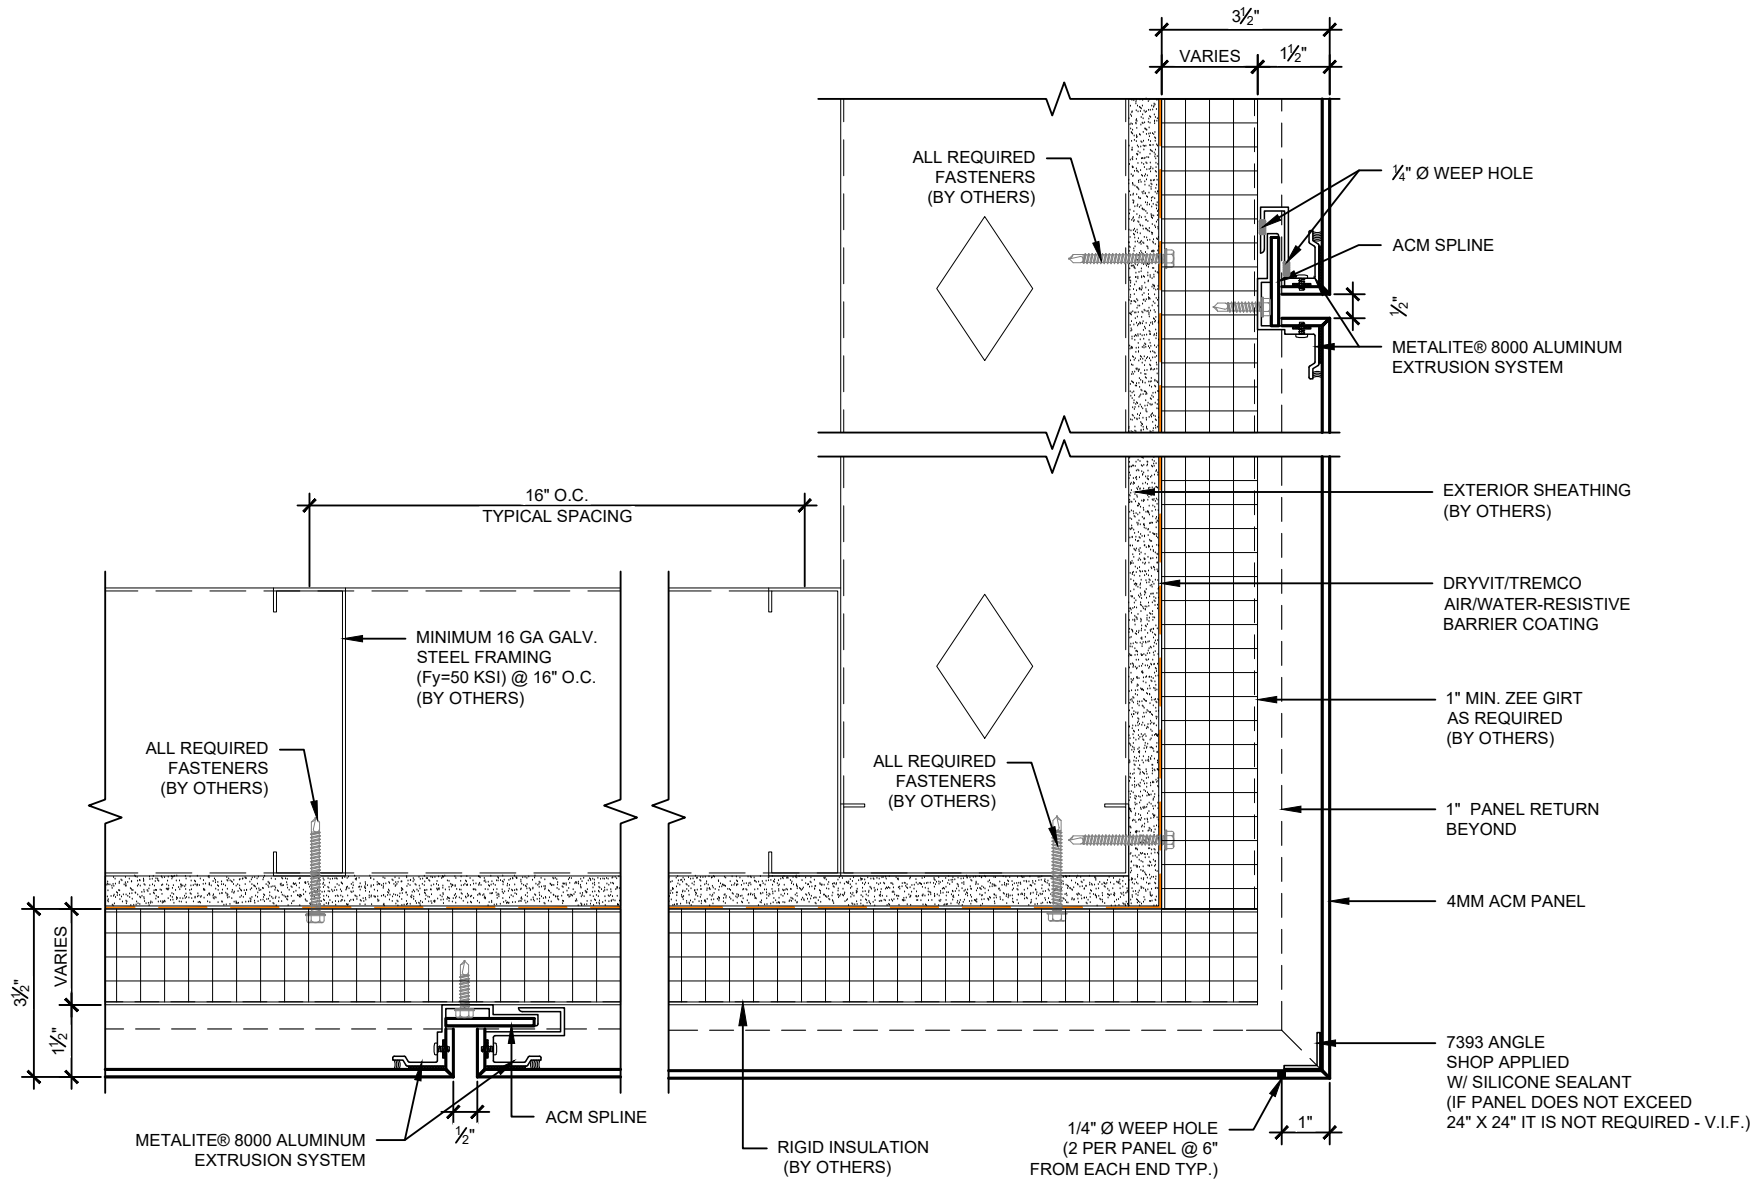 3½"
VARIES
1½"
ALL REQUIRED
FASTENERS
(BY OTHERS)
¼" Ø WEEP HOLE
ACM SPLINE
½"
METALITE® 8000 ALUMINUM
EXTRUSION SYSTEM
16" O.C.
TYPICAL SPACING
EXTERIOR SHEATHING
(BY OTHERS)
DRYVIT/TREMCO
AIR/WATER-RESISTIVE
BARRIER COATING
MINIMUM 16 GA GALV.
STEEL FRAMING
(Fy=50 KSI) @ 16" O.C.
(BY OTHERS)
1" MIN. ZEE GIRT
AS REQUIRED
(BY OTHERS)
ALL REQUIRED
FASTENERS
(BY OTHERS)
ALL REQUIRED
FASTENERS
(BY OTHERS)
1" PANEL RETURN
BEYOND
4MM ACM PANEL
3½"
VARIES
1½"
7393 ANGLE
SHOP APPLIED
W/ SILICONE SEALANT
(IF PANEL DOES NOT EXCEED
24" X 24" IT IS NOT REQUIRED - V.I.F.)
ACM SPLINE
½"
METALITE® 8000 ALUMINUM
EXTRUSION SYSTEM
RIGID INSULATION
(BY OTHERS)
1/4" Ø WEEP HOLE
(2 PER PANEL @ 6"
FROM EACH END TYP.)
1"